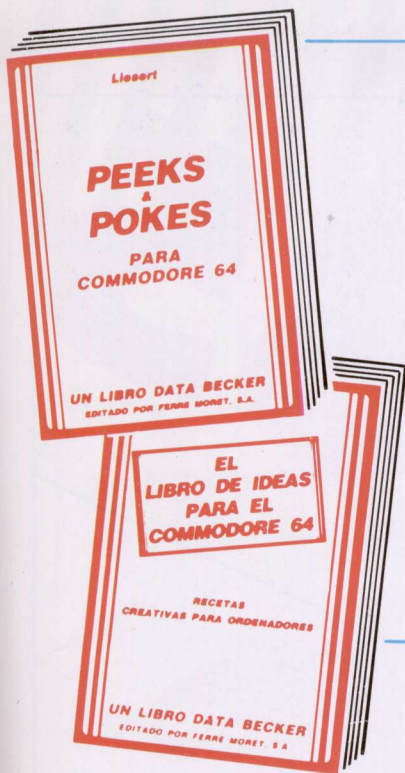 Liesert
PEEKS
&
POKES
PARA
COMMODORE 64
UN LIBRO DATA BECKER
EDITADO POR FERRE MORET, S.A.
EL
LIBRO DE IDEAS
PARA EL
COMMODORE 64
RECETAS
CREATIVAS PARA ORDENADORES
UN LIBRO DATA BECKER
EDITADO POR FERRE MORET, S.A